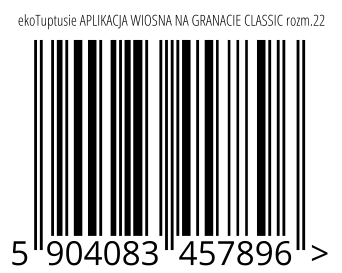 ekoTuptusie APLIKACJA WIOSNA NA GRANACIE CLASSIC rozm.22
5 904083 457896 >